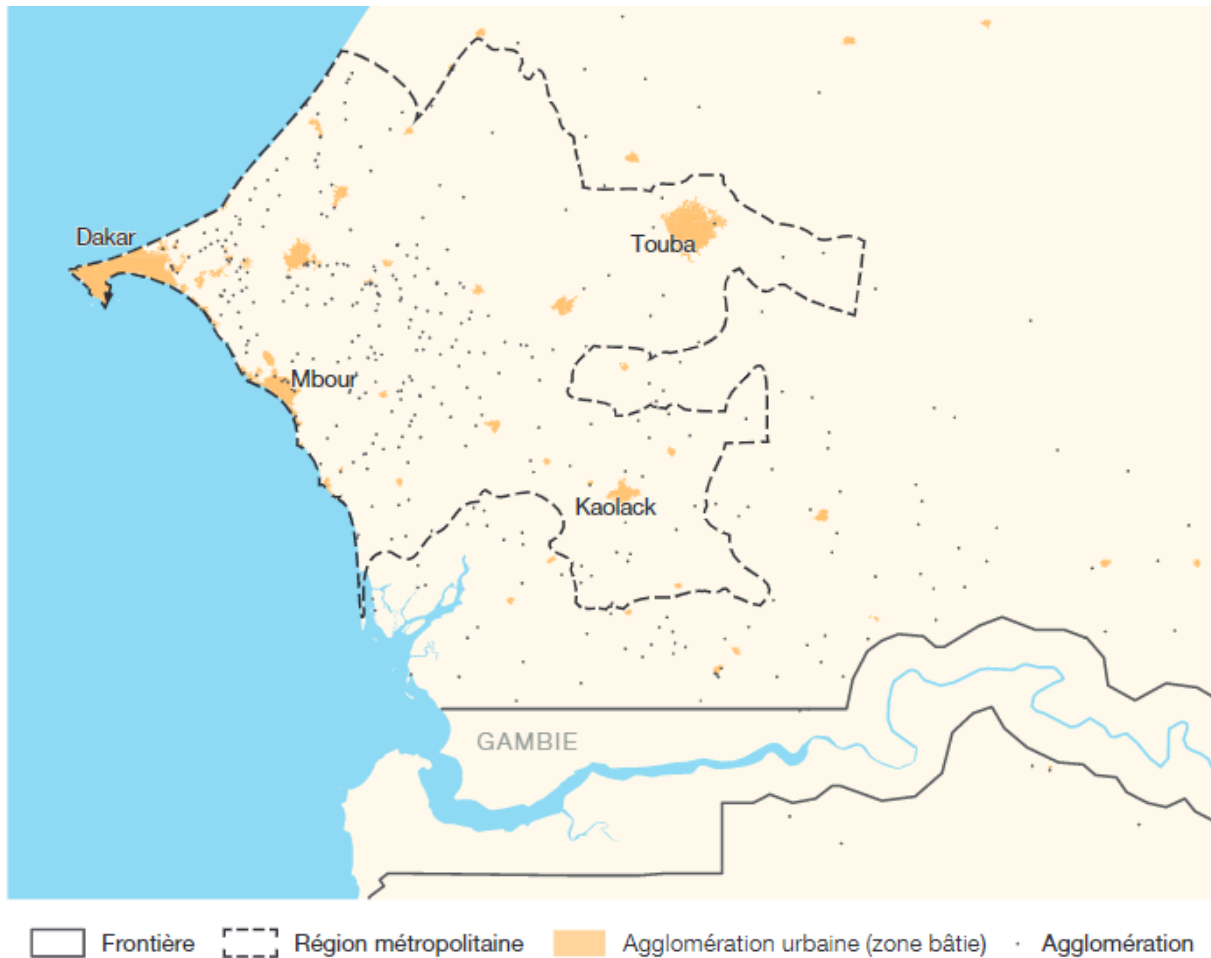 Dakar
Touba
Mbour
Kaolack
GAMBIE
Frontière
Région métropolitaine
Agglomération urbaine (zone bâtie)
Agglomération